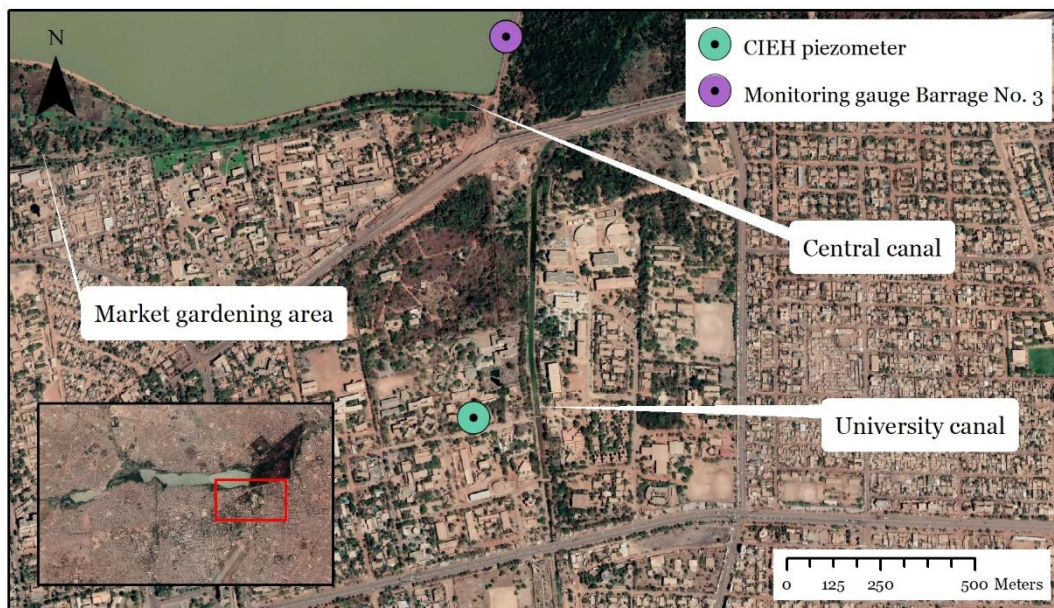 N
CIEH piezometer
Monitoring gauge Barrage No. 3
Central canal
Market gardening area
University canal
0 125 250 500 Meters